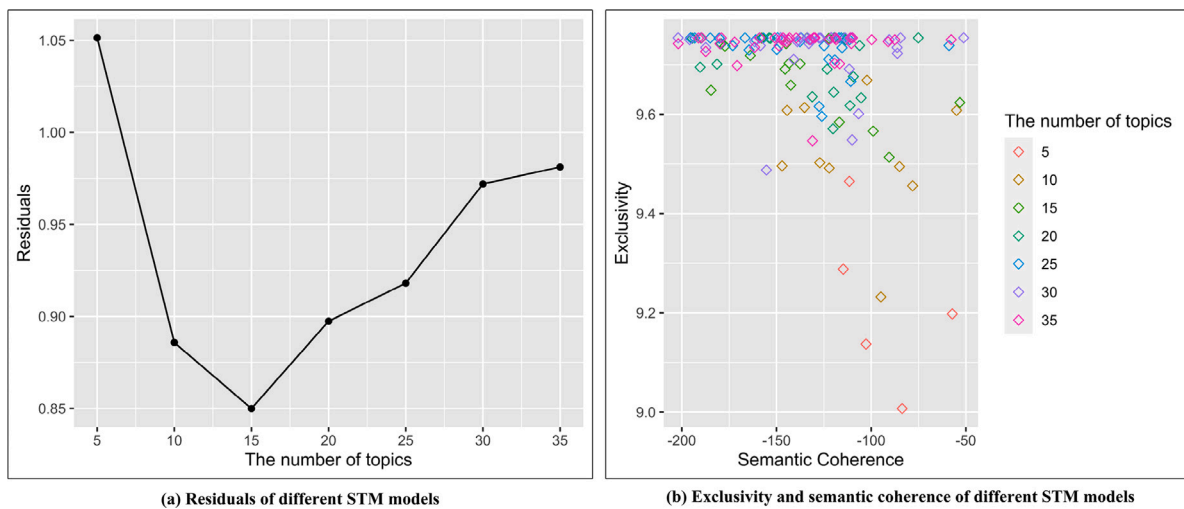 1.05
1.00
0.95
0.90
0.85
Residuals
5 10 15 20 25 30 35
The number of topics
(a) Residuals of different STM models
9.6
9.4
9.2
9.0
Exclusivity
-200 -150 -100 -50
Semantic Coherence
The number of topics
5
10
15
20
25
30
35
(b) Exclusivity and semantic coherence of different STM models